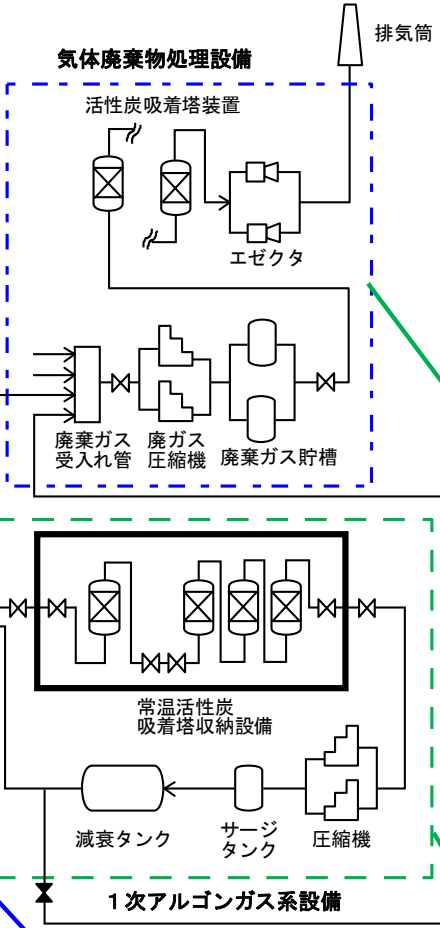 排気筒
気体廃棄物処理設備
活性炭吸着塔装置
エゼクタ
廃棄ガス
受入れ管
廃ガス
圧縮機
廃棄ガス貯槽
常温活性炭
吸着塔収納設備
減衰タンク
サージ
タンク
圧縮機
1次アルゴンガス系設備